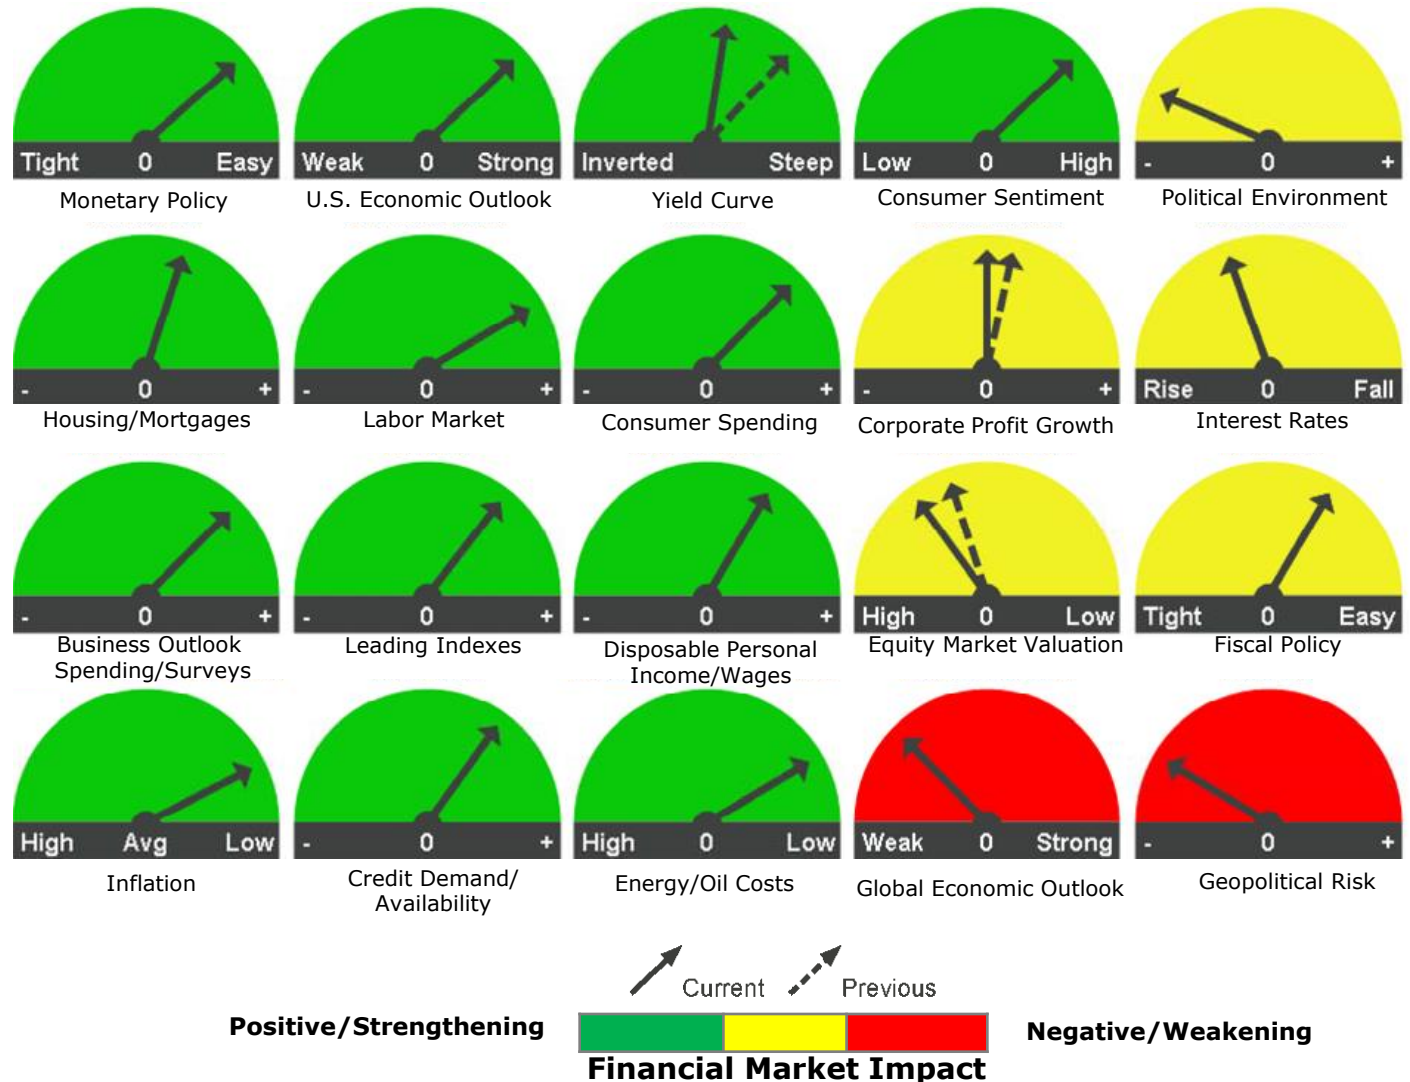 Tight 0 Easy
Monetary Policy
Weak 0 Strong
U.S. Economic Outlook
Inverted Steep
Yield Curve
Low 0 High
Consumer Sentiment
- 0 +
Political Environment
- 0 +
Housing/Mortgages
- 0 +
Labor Market
- 0 +
Consumer Spending
- 0 +
Corporate Profit Growth
Rise 0 Fall
Interest Rates
- 0 +
Business Outlook
Spending/Surveys
- 0 +
Leading Indexes
- 0 +
Disposable Personal
Income/Wages
High 0 Low
Equity Market Valuation
Tight 0 Easy
Fiscal Policy
High Avg Low
Inflation
- 0 +
Credit Demand/
Availability
High 0 Low
Energy/Oil Costs
Weak 0 Strong
Global Economic Outlook
- 0 +
Geopolitical Risk
Current Previous
Positive/Strengthening Negative/Weakening
Financial Market Impact